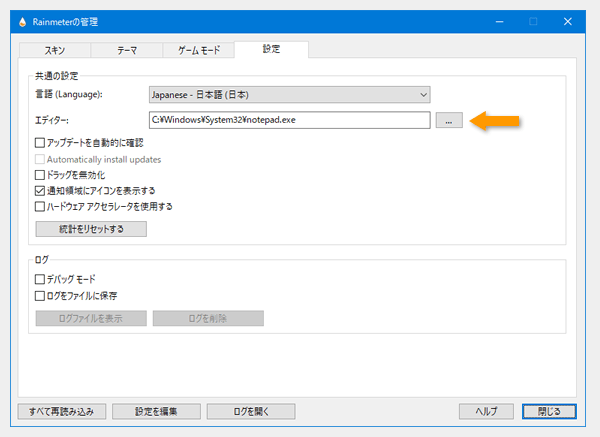 Rainmeterの管理
スキン
テーマ
ゲーム モード
設定
共通の設定
言語 (Language):
Japanese - 日本語 (日本)
エディター:
C:¥Windows¥System32¥notepad.exe
...
アップデートを自動的に確認
Automatically install updates
ドラッグを無効化
通知領域にアイコンを表示する
ハードウェア アクセラレータを使用する
統計をリセットする
ログ
デバッグ モード
ログをファイルに保存
ログファイルを表示
ログを削除
すべて再読み込み
設定を編集
ログを開く
ヘルプ
閉じる